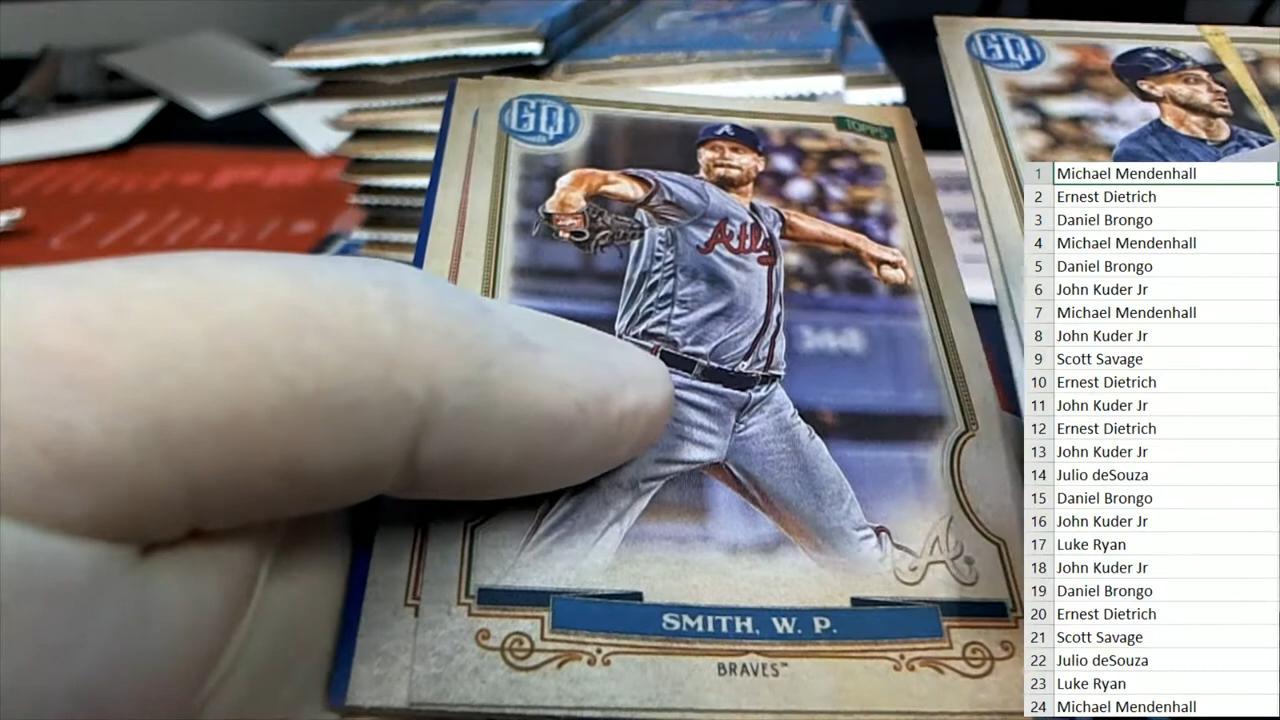 GQ
TOPPS
A
Atla
360
SMITH, W. P.
BRAVES™
GQ
1 Michael Mendenhall
2 Ernest Dietrich
3 Daniel Brongo
4 Michael Mendenhall
5 Daniel Brongo
6 John Kuder Jr
7 Michael Mendenhall
8 John Kuder Jr
9 Scott Savage
10 Ernest Dietrich
11 John Kuder Jr
12 Ernest Dietrich
13 John Kuder Jr
14 Julio deSouza
15 Daniel Brongo
16 John Kuder Jr
17 Luke Ryan
18 John Kuder Jr
19 Daniel Brongo
20 Ernest Dietrich
21 Scott Savage
22 Julio deSouza
23 Luke Ryan
24 Michael Mendenhall